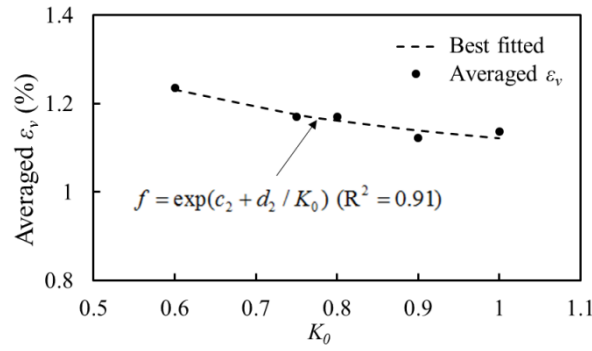 1.4
1.2
1
0.8
Averaged εᵥ (%)
Best fitted
Averaged εᵥ
f = exp(c₂ + d₂ / K₀) (R² = 0.91)
0.5 0.6 0.7 0.8 0.9 1 1.1
K₀